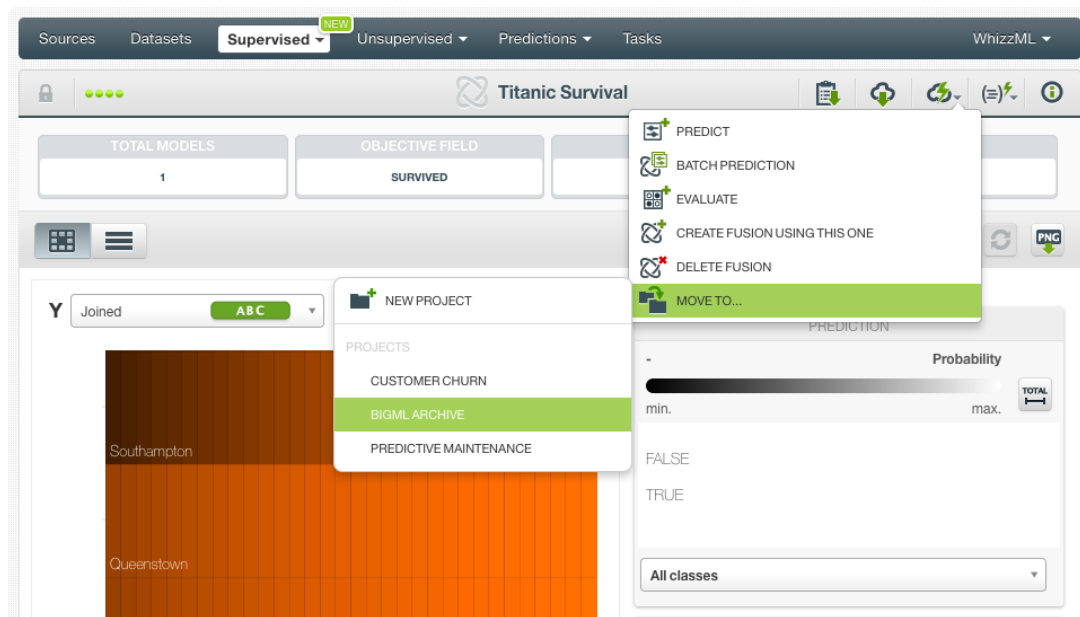 NEW
Sources Datasets Supervised Unsupervised Predictions Tasks WhizzML
Titanic Survival
TOTAL MODELS OBJECTIVE FIELD
1 SURVIVED
PREDICT
BATCH PREDICTION
EVALUATE
CREATE FUSION USING THIS ONE
DELETE FUSION
MOVE TO...
PNG
NEW PROJECT
PROJECTS
CUSTOMER CHURN
BIGML ARCHIVE
PREDICTIVE MAINTENANCE
Y Joined ABC
Southampton
Queenstown
PREDICTION
- Probability
TOTAL
min. max.
FALSE
TRUE
All classes